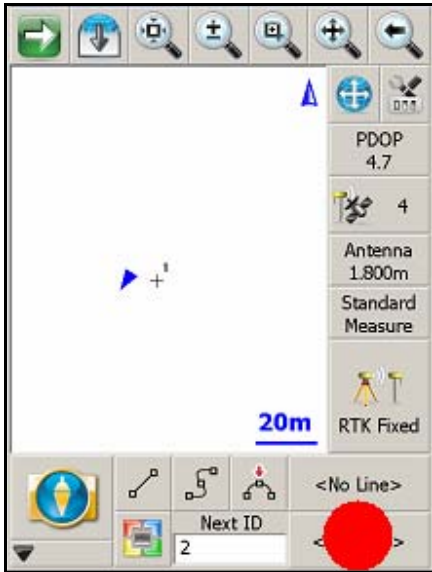 PDOP
4.7
4
Antenna
1.800m
Standard
Measure
1
20m
RTK Fixed
<No Line>
Next ID
2